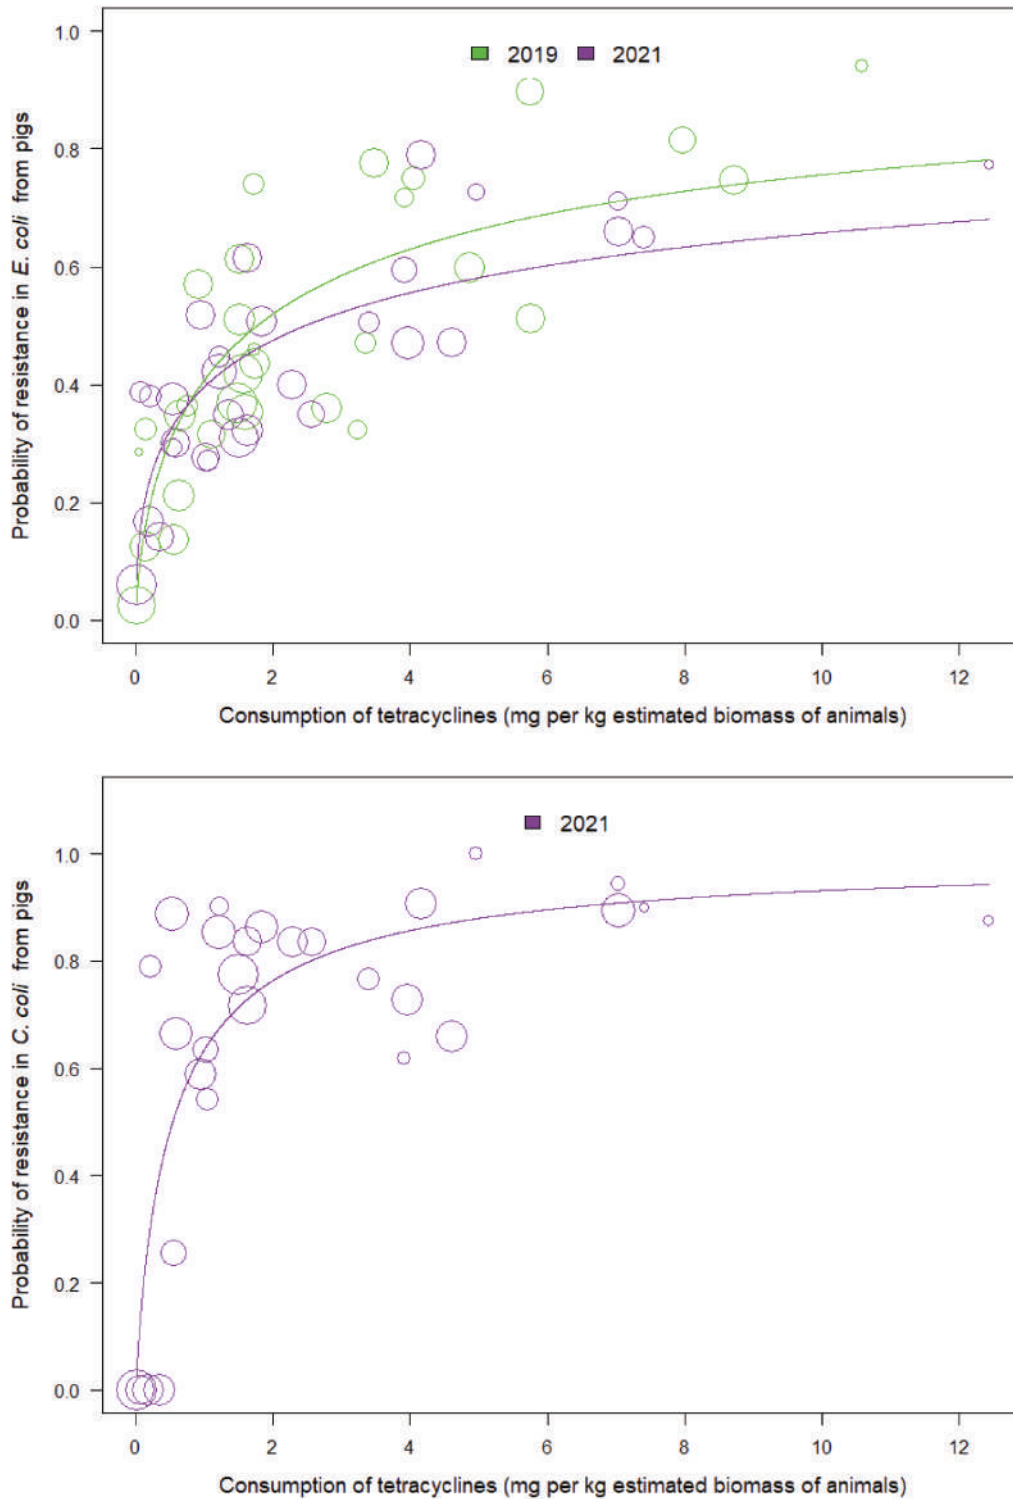 2019 2021
Probability of resistance in E. coli from pigs
1.0
0.8
0.6
0.4
0.2
0.0
0 2 4 6 8 10 12
Consumption of tetracyclines (mg per kg estimated biomass of animals)
2021
Probability of resistance in C. coli from pigs
1.0
0.8
0.6
0.4
0.2
0.0
0 2 4 6 8 10 12
Consumption of tetracyclines (mg per kg estimated biomass of animals)